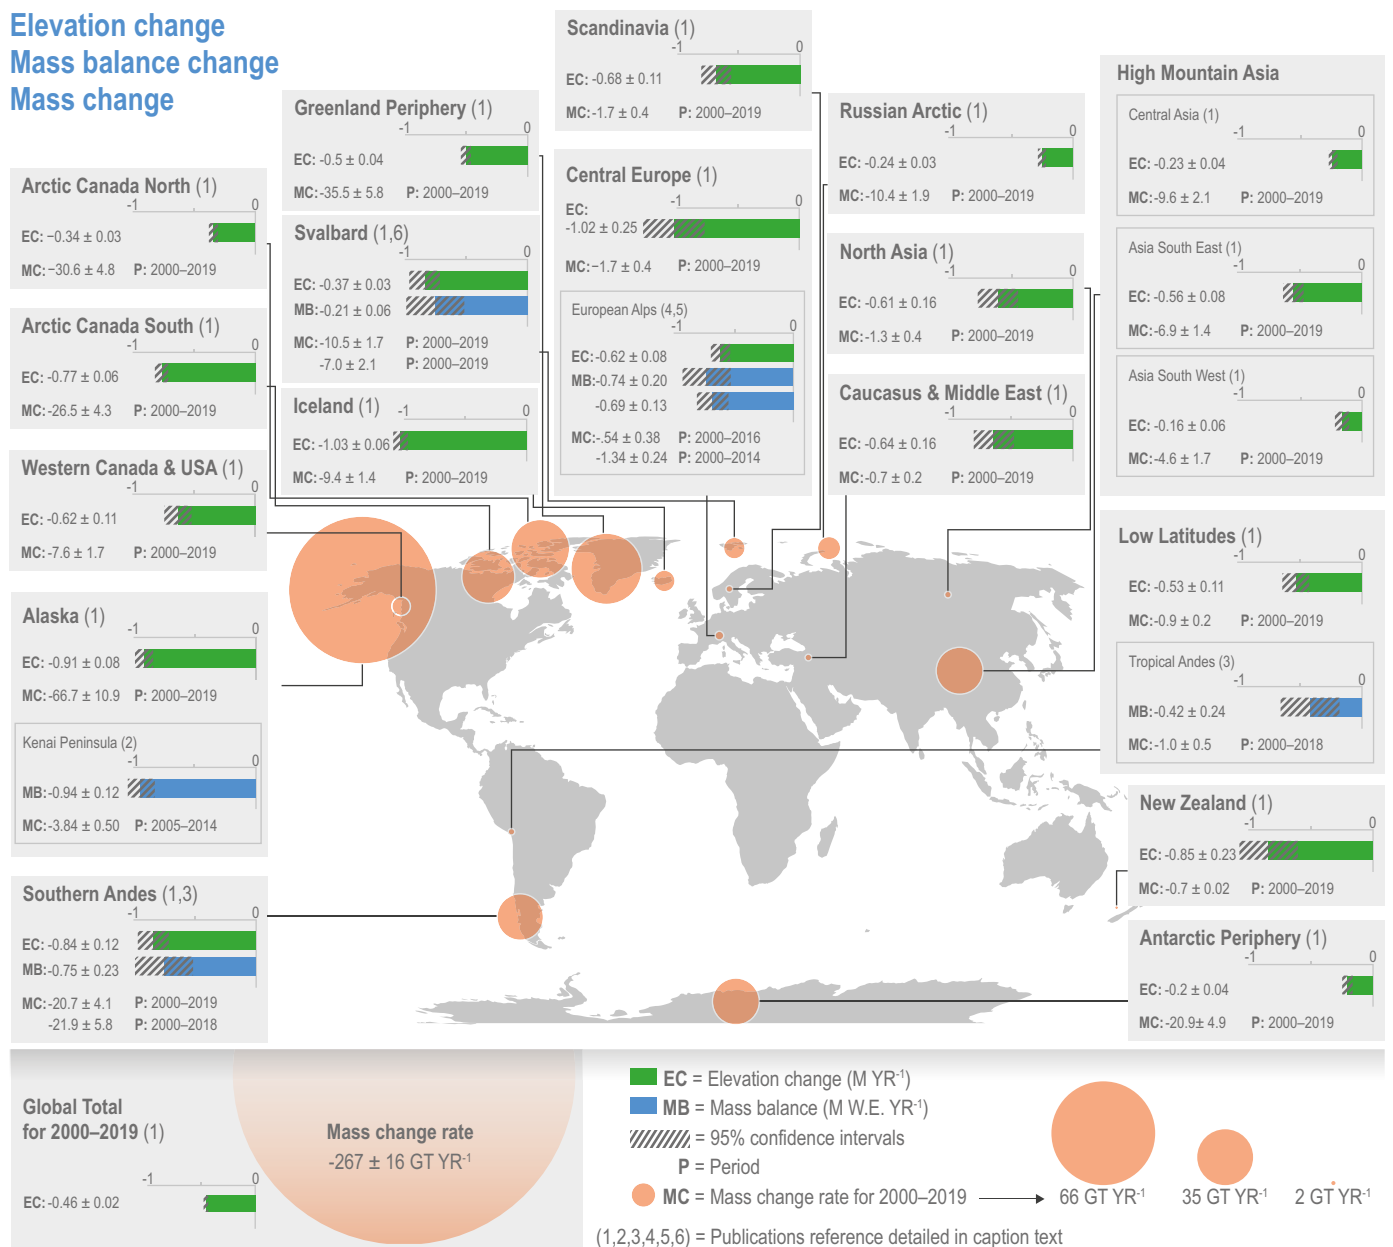 Elevation change
Mass balance change
Mass change
Arctic Canada North (1)
-1 0
EC: −0.34 ± 0.03
MC: −30.6 ± 4.8 P: 2000–2019
Arctic Canada South (1)
-1 0
EC: -0.77 ± 0.06
MC: -26.5 ± 4.3 P: 2000–2019
Western Canada & USA (1)
-1 0
EC: -0.62 ± 0.11
MC: -7.6 ± 1.7 P: 2000–2019
Alaska (1)
-1 0
EC: -0.91 ± 0.08
MC: -66.7 ± 10.9 P: 2000–2019
Kenai Peninsula (2)
-1 0
MB: -0.94 ± 0.12
MC: -3.84 ± 0.50 P: 2005–2014
Southern Andes (1,3)
-1 0
EC: -0.84 ± 0.12
MB: -0.75 ± 0.23
MC: -20.7 ± 4.1 P: 2000–2019
-21.9 ± 5.8 P: 2000–2018
Greenland Periphery (1)
-1 0
EC: -0.5 ± 0.04
MC: -35.5 ± 5.8 P: 2000–2019
Svalbard (1,6)
EC: -0.37 ± 0.03
MB: -0.21 ± 0.06
MC: -10.5 ± 1.7 P: 2000–2019
-7.0 ± 2.1 P: 2000–2019
Iceland (1)
-1 0
EC: -1.03 ± 0.06
MC: -9.4 ± 1.4 P: 2000–2019
Scandinavia (1)
-1 0
EC: -0.68 ± 0.11
MC: -1.7 ± 0.4 P: 2000–2019
Central Europe (1)
-1 0
EC:
-1.02 ± 0.25
MC: −1.7 ± 0.4 P: 2000–2019
European Alps (4,5)
-1 0
EC: -0.62 ± 0.08
MB: -0.74 ± 0.20
-0.69 ± 0.13
MC: -.54 ± 0.38 P: 2000–2016
-1.34 ± 0.24 P: 2000–2014
Russian Arctic (1)
-1 0
EC: -0.24 ± 0.03
MC: -10.4 ± 1.9 P: 2000–2019
North Asia (1)
-1 0
EC: -0.61 ± 0.16
MC: -1.3 ± 0.4 P: 2000–2019
Caucasus & Middle East (1)
-1 0
EC: -0.64 ± 0.16
MC: -0.7 ± 0.2 P: 2000–2019
High Mountain Asia
Central Asia (1)
-1 0
EC: -0.23 ± 0.04
MC: -9.6 ± 2.1 P: 2000–2019
Asia South East (1)
-1 0
EC: -0.56 ± 0.08
MC: -6.9 ± 1.4 P: 2000–2019
Asia South West (1)
-1 0
EC: -0.16 ± 0.06
MC: -4.6 ± 1.7 P: 2000–2019
Low Latitudes (1)
-1 0
EC: -0.53 ± 0.11
MC: -0.9 ± 0.2 P: 2000–2019
Tropical Andes (3)
-1 0
MB: -0.42 ± 0.24
MC: -1.0 ± 0.5 P: 2000–2018
New Zealand (1)
-1 0
EC: -0.85 ± 0.23
MC: -0.7 ± 0.02 P: 2000–2019
Antarctic Periphery (1)
-1 0
EC: -0.2 ± 0.04
MC: -20.9± 4.9 P: 2000–2019
Global Total
for 2000–2019 (1)
-1 0
EC: -0.46 ± 0.02
Mass change rate
-267 ± 16 GT YR-1
EC = Elevation change (M YR-1)
MB = Mass balance (M W.E. YR-1)
= 95% confidence intervals
P = Period
MC = Mass change rate for 2000–2019
66 GT YR-1 35 GT YR-1 2 GT YR-1
(1,2,3,4,5,6) = Publications reference detailed in caption text